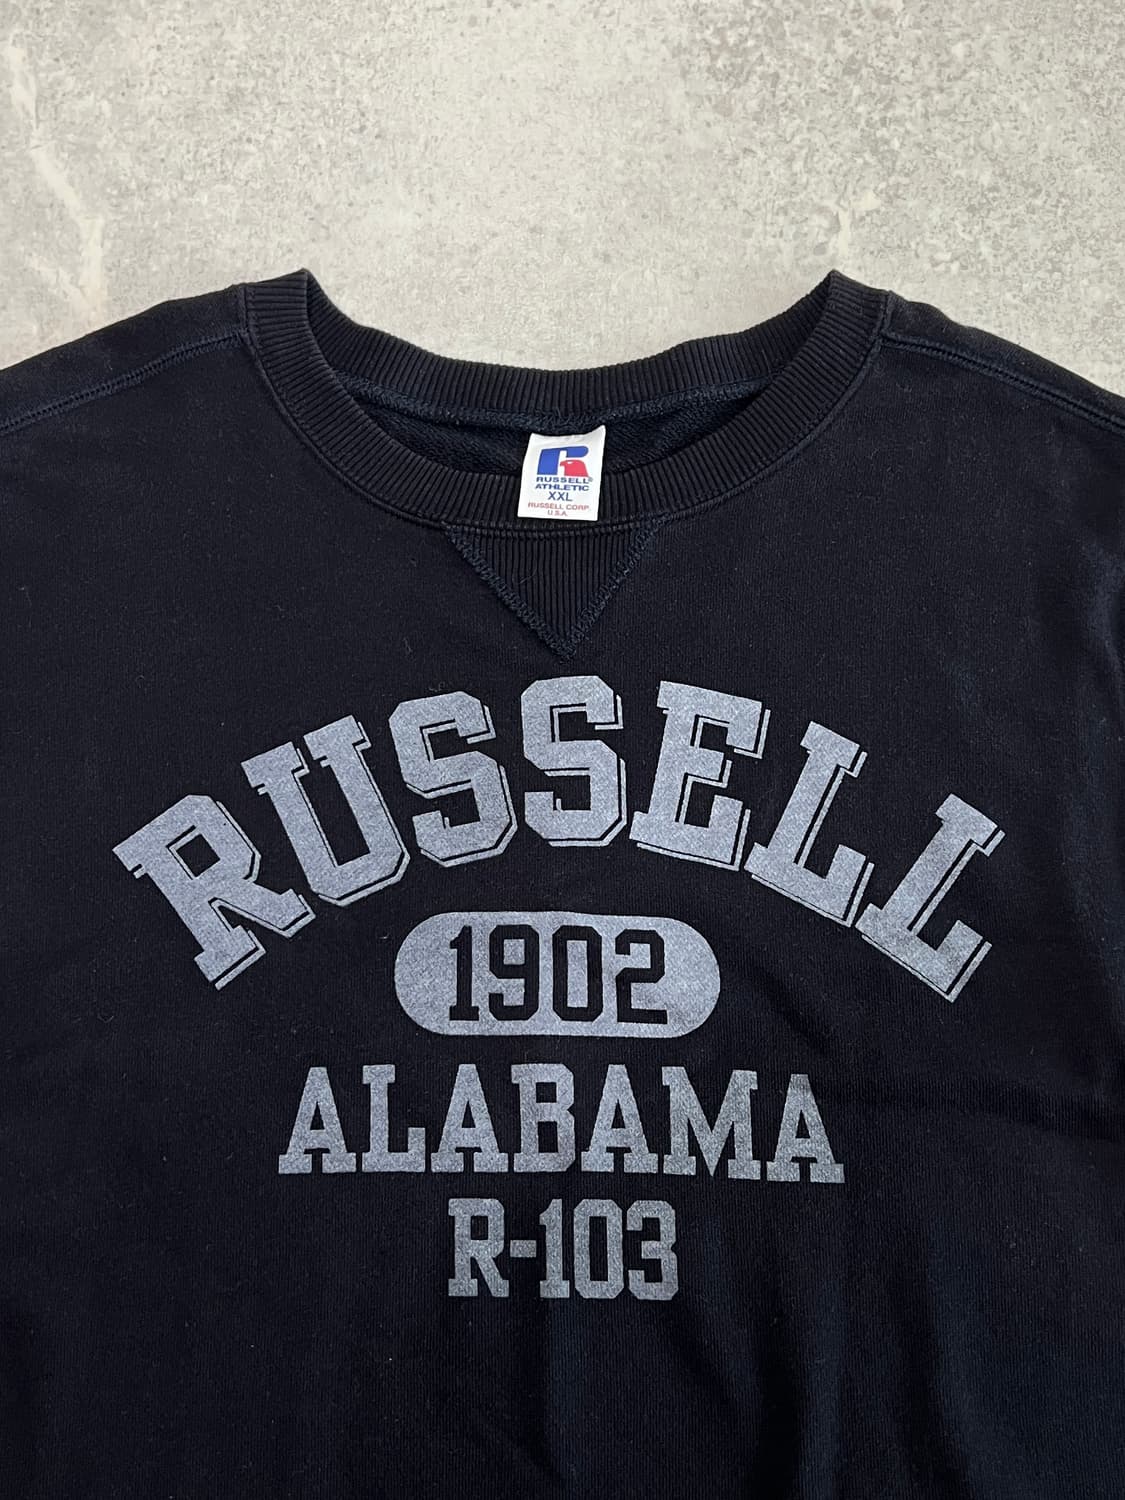 RUSSELL®
ATHLETIC
XXL
RUSSELL CORP.
U.S.A.
RUSSELL
1902
ALABAMA
R-103